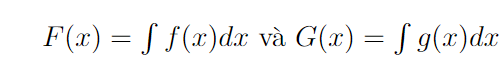 F(x) = ∫ f(x)dx và G(x) = ∫ g(x)dx